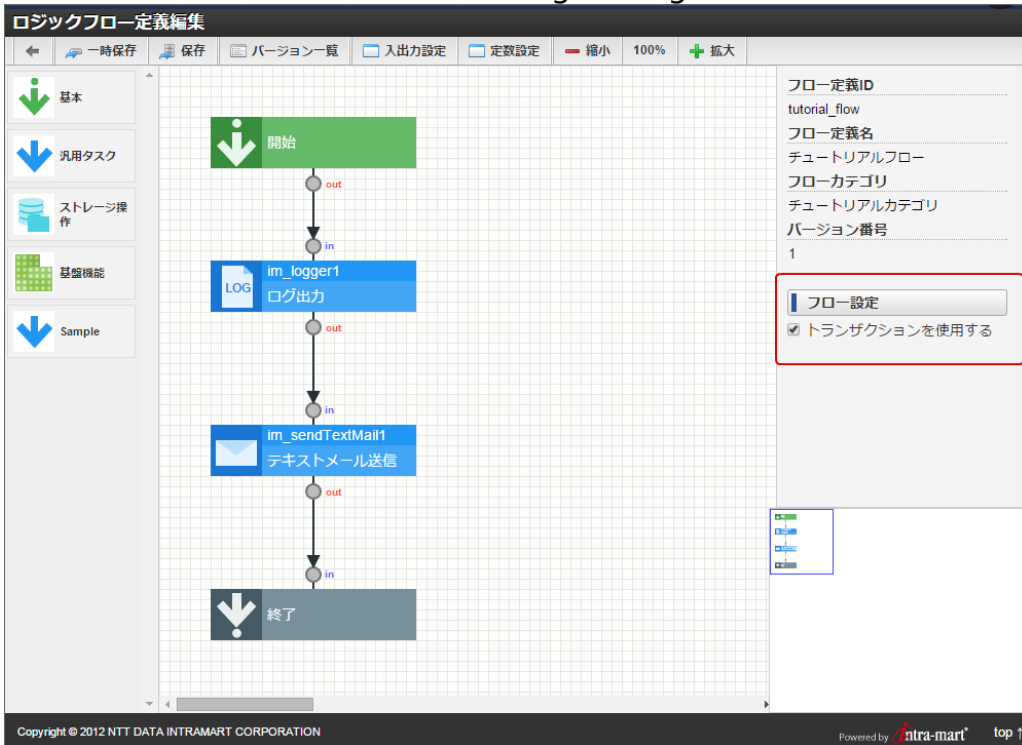 ロジックフロー定義編集
一時保存 保存 バージョン一覧 入出力設定 定数設定 縮小 100% 拡大
基本
汎用タスク
ストレージ操
作
基盤機能
Sample
開始
out
in
im_logger1
LOG
ログ出力
out
in
im_sendTextMail1
テキストメール送信
out
in
終了
フロー定義ID
tutorial_flow
フロー定義名
チュートリアルフロー
フローカテゴリ
チュートリアルカテゴリ
バージョン番号
1
フロー設定
トランザクションを使用する
Copyright © 2012 NTT DATA INTRAMART CORPORATION
Powered by intra-mart top ↑